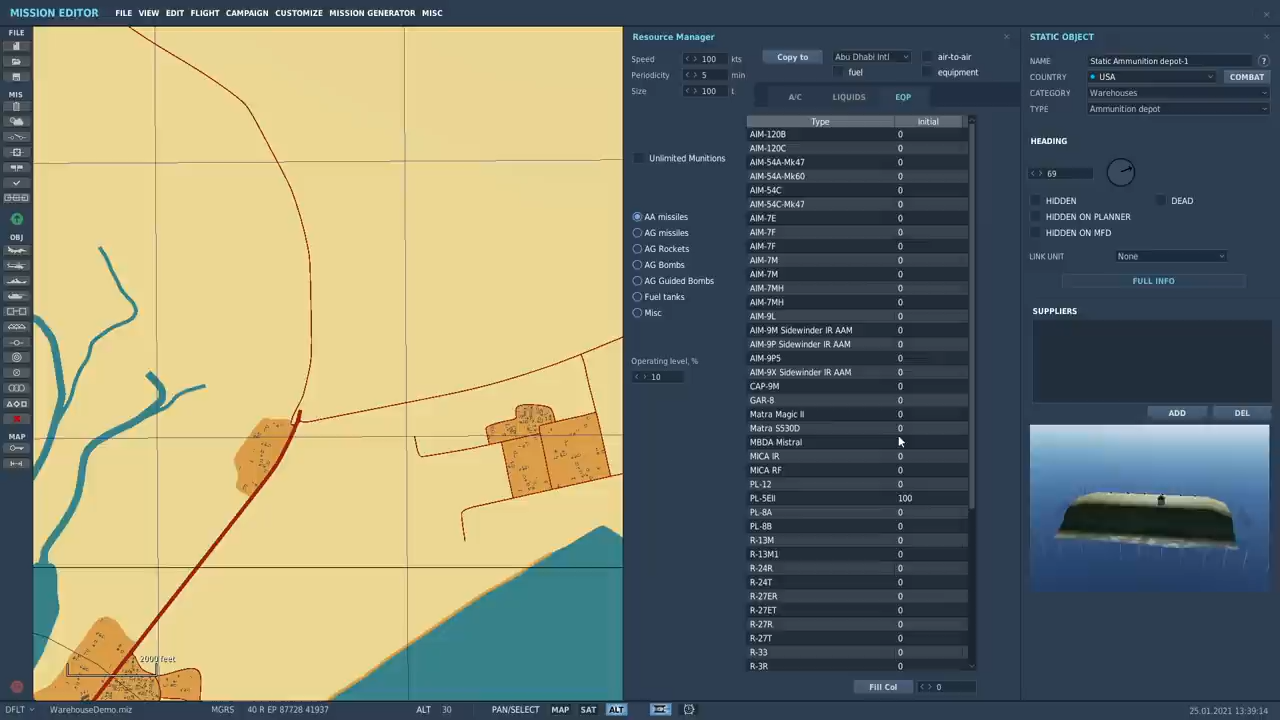 MISSION EDITOR FILE VIEW EDIT FLIGHT CAMPAIGN CUSTOMIZE MISSION GENERATOR MISC
FILE
MIS
OBJ
MAP
2000 feet
Resource Manager
Speed 100 kts
Periodicity 5 min
Size 100 t
Copy to Abu Dhabi Intl air-to-air
fuel equipment
A/C LIQUIDS EQP
Unlimited Munitions
AA missiles
AG missiles
AG Rockets
AG Bombs
AG Guided Bombs
Fuel tanks
Misc
Operating level, %
10
Type Initial
AIM-120B 0
AIM-120C 0
AIM-54A-Mk47 0
AIM-54A-Mk60 0
AIM-54C 0
AIM-54C-Mk47 0
AIM-7E 0
AIM-7F 0
AIM-7F 0
AIM-7M 0
AIM-7M 0
AIM-7MH 0
AIM-7MH 0
AIM-9L 0
AIM-9M Sidewinder IR AAM 0
AIM-9P Sidewinder IR AAM 0
AIM-9P5 0
AIM-9X Sidewinder IR AAM 0
CAP-9M 0
GAR-8 0
Matra Magic II 0
Matra S530D 0
MBDA Mistral 0
MICA IR 0
MICA RF 0
PL-12 0
PL-5EII 100
PL-8A 0
PL-8B 0
R-13M 0
R-13M1 0
R-24R 0
R-24T 0
R-27ER 0
R-27ET 0
R-27R 0
R-27T 0
R-33 0
R-3R 0
Fill Col 0
STATIC OBJECT
NAME Static Ammunition depot-1 ?
COUNTRY USA COMBAT
CATEGORY Warehouses
TYPE Ammunition depot
HEADING
69
HIDDEN DEAD
HIDDEN ON PLANNER
HIDDEN ON MFD
LINK UNIT None
FULL INFO
SUPPLIERS
ADD DEL
DFLT WarehouseDemo.miz MGRS 40 R EP 87728 41937 ALT 30 PAN/SELECT MAP SAT ALT 25.01.2021 13:39:14